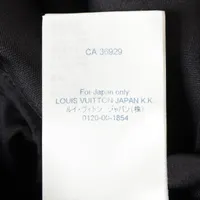 CA 30929
For Japan only
LOUIS VUITTON JAPAN K.K.
ルイ・ヴィトン ジャパン(株)
0120-00-1854